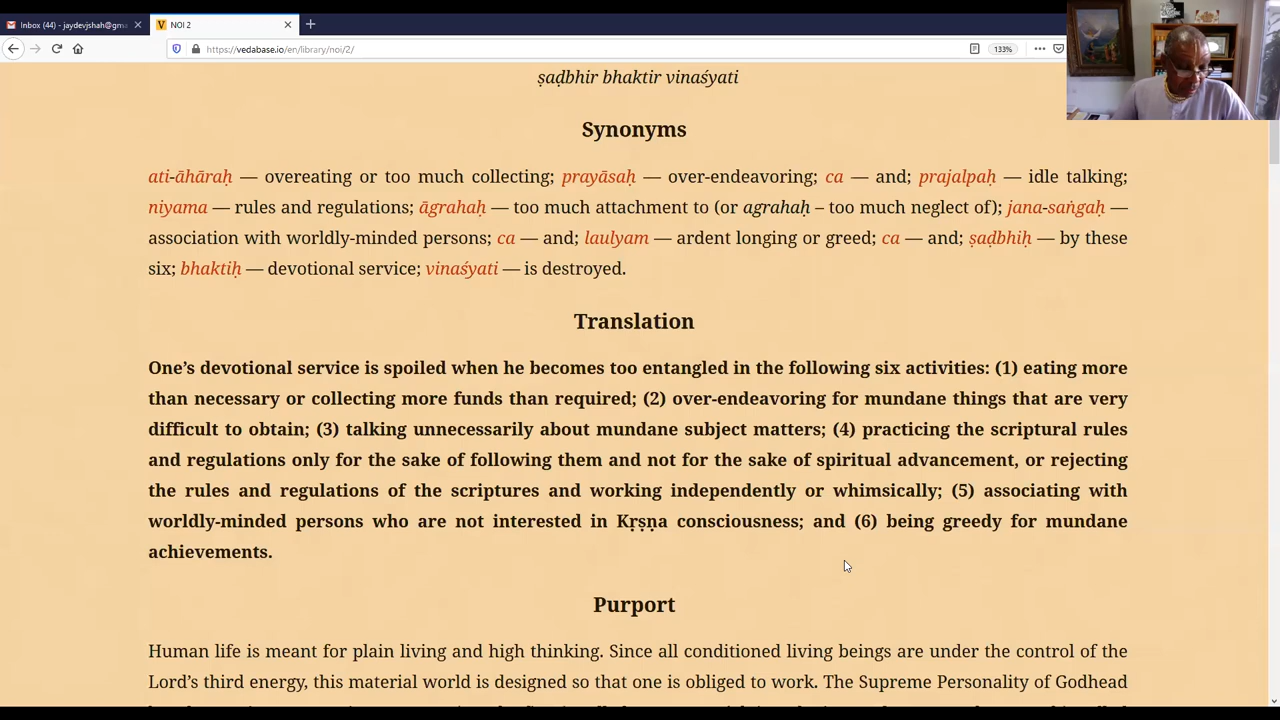 Inbox (44) - jaydevjshah@gm
NOI 2
https://vedabase.io/en/library/noi/2/
133%
ṣaḍbhir bhaktir vinaśyati
Synonyms
ati-āhāraḥ — overeating or too much collecting; prayāsaḥ — over-endeavoring; ca — and; prajalpaḥ — idle talking;
niyama — rules and regulations; āgrahaḥ — too much attachment to (or agrahaḥ – too much neglect of); jana-saṅgaḥ —
association with worldly-minded persons; ca — and; laulyam — ardent longing or greed; ca — and; ṣaḍbhiḥ — by these
six; bhaktiḥ — devotional service; vinaśyati — is destroyed.
Translation
One’s devotional service is spoiled when he becomes too entangled in the following six activities: (1) eating more
than necessary or collecting more funds than required; (2) over-endeavoring for mundane things that are very
difficult to obtain; (3) talking unnecessarily about mundane subject matters; (4) practicing the scriptural rules
and regulations only for the sake of following them and not for the sake of spiritual advancement, or rejecting
the rules and regulations of the scriptures and working independently or whimsically; (5) associating with
worldly-minded persons who are not interested in Kṛṣṇa consciousness; and (6) being greedy for mundane
achievements.
Purport
Human life is meant for plain living and high thinking. Since all conditioned living beings are under the control of the
Lord’s third energy, this material world is designed so that one is obliged to work. The Supreme Personality of Godhead